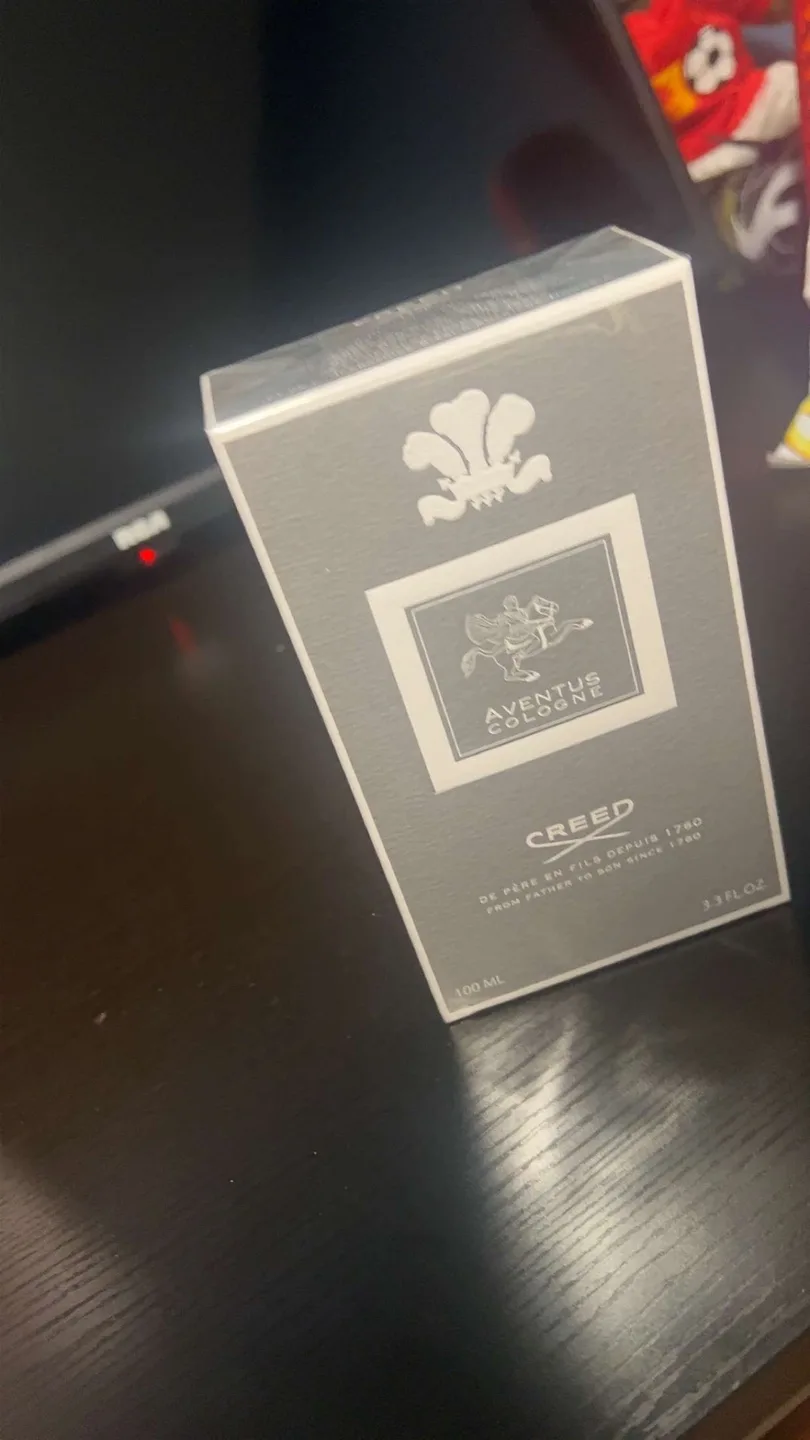 AVENTUS
COLOGNE
CREED
DE PÈRE EN FILS DEPUIS 1760
FROM FATHER TO SON SINCE 1760
100 ML
3.3 FL OZ.
RCA